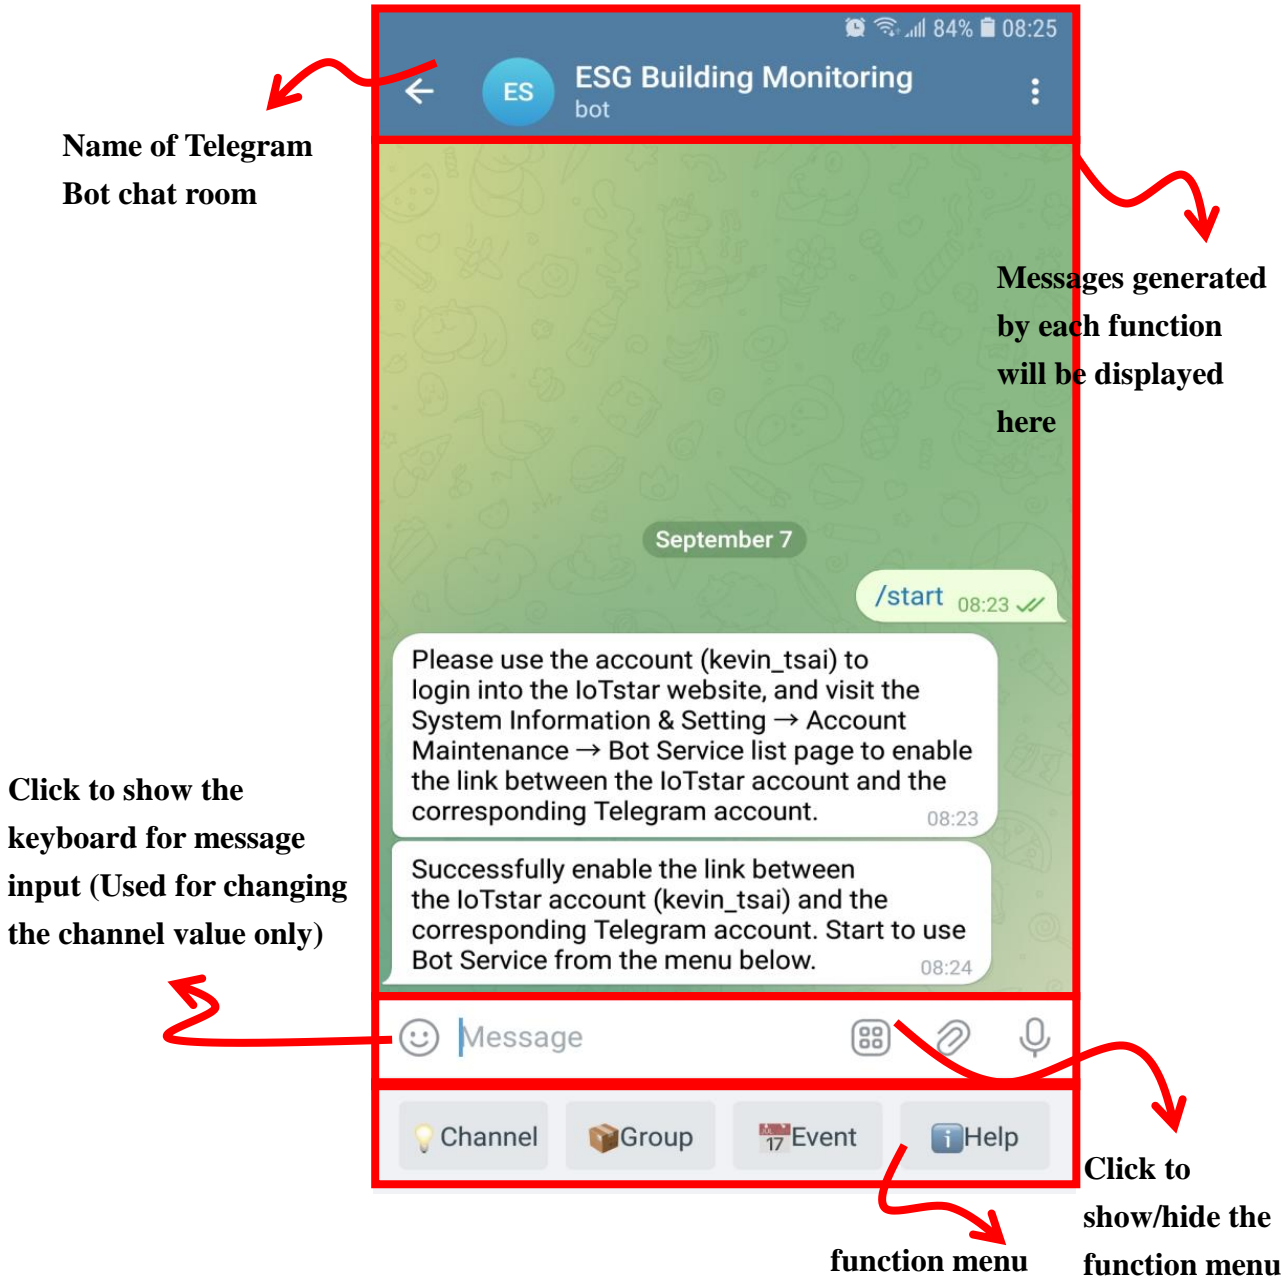 84% 08:25
ES
ESG Building Monitoring
bot
Name of Telegram
Bot chat room
Messages generated
by each function
will be displayed
here
September 7
/start 08:23
Please use the account (kevin_tsai) to
login into the IoTstar website, and visit the
System Information & Setting → Account
Maintenance → Bot Service list page to enable
the link between the IoTstar account and the
corresponding Telegram account. 08:23
Click to show the
keyboard for message
input (Used for changing
the channel value only)
Successfully enable the link between
the IoTstar account (kevin_tsai) and the
corresponding Telegram account. Start to use
Bot Service from the menu below. 08:24
Message
Channel Group 17 Event Help
Click to
show/hide the
function menu
function menu